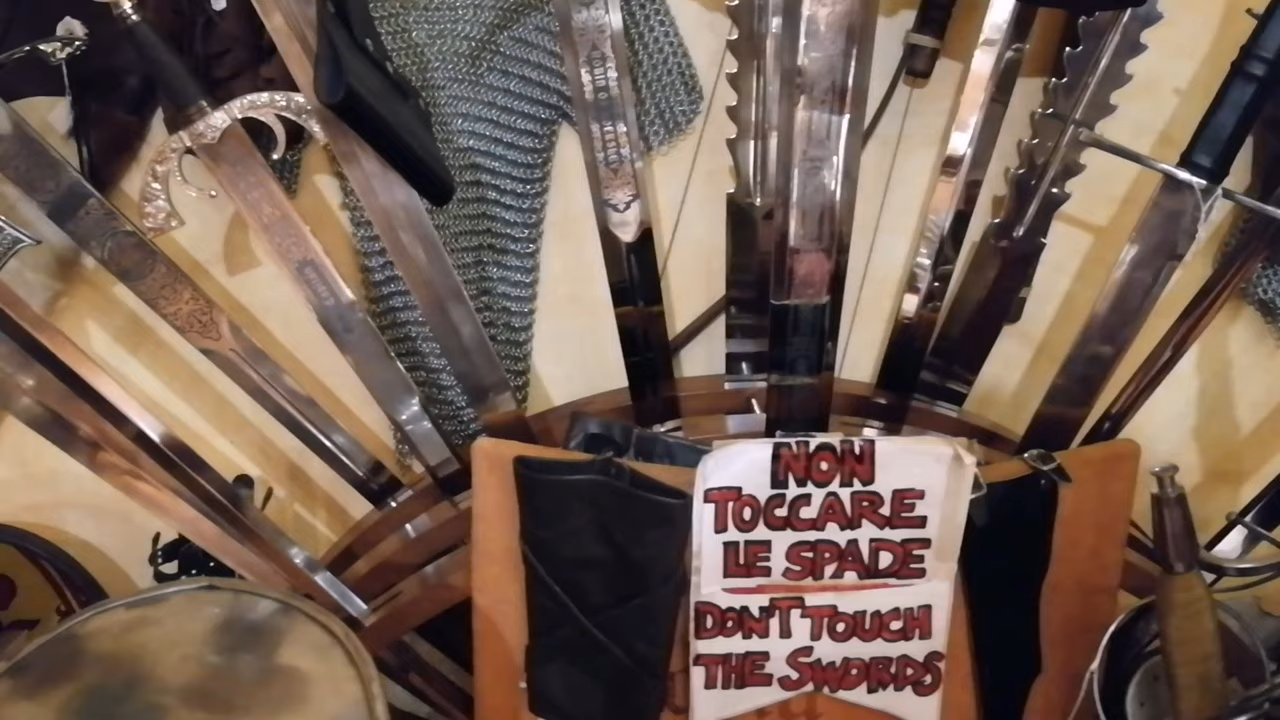 NON
TOCCARE
LE SPADE
DON'T TOUCH
THE SWORDS